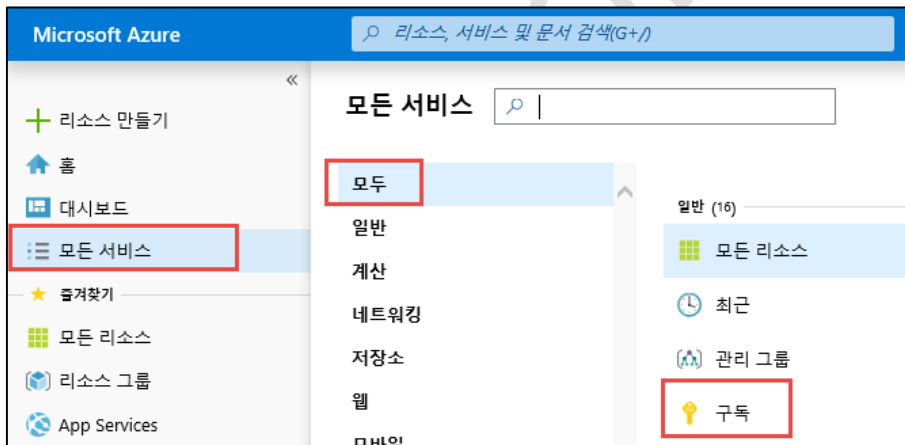 Microsoft Azure
리소스, 서비스 및 문서 검색(G+/)
«
리소스 만들기
홈
대시보드
모든 서비스
즐겨찾기
모든 리소스
리소스 그룹
App Services
모든 서비스
모두
일반
계산
네트워킹
저장소
웹
모바일
일반 (16)
모든 리소스
최근
관리 그룹
구독